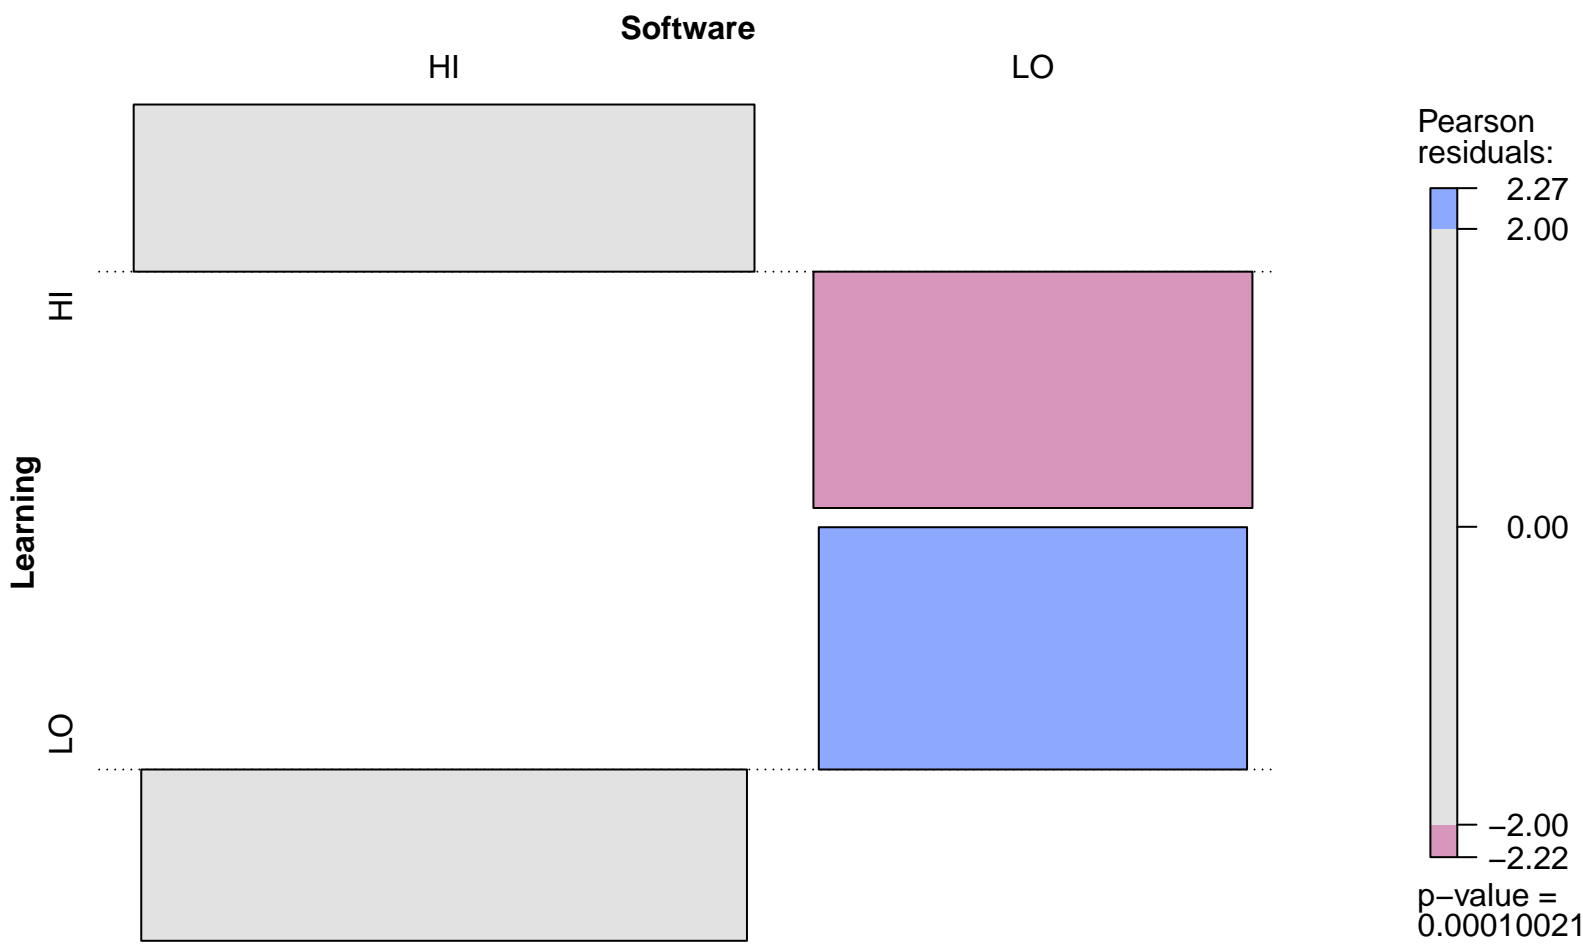 Software
HI
LO
Learning
HI
LO
Pearson
residuals:
2.27
2.00
0.00
−2.00
−2.22
p−value =
0.00010021